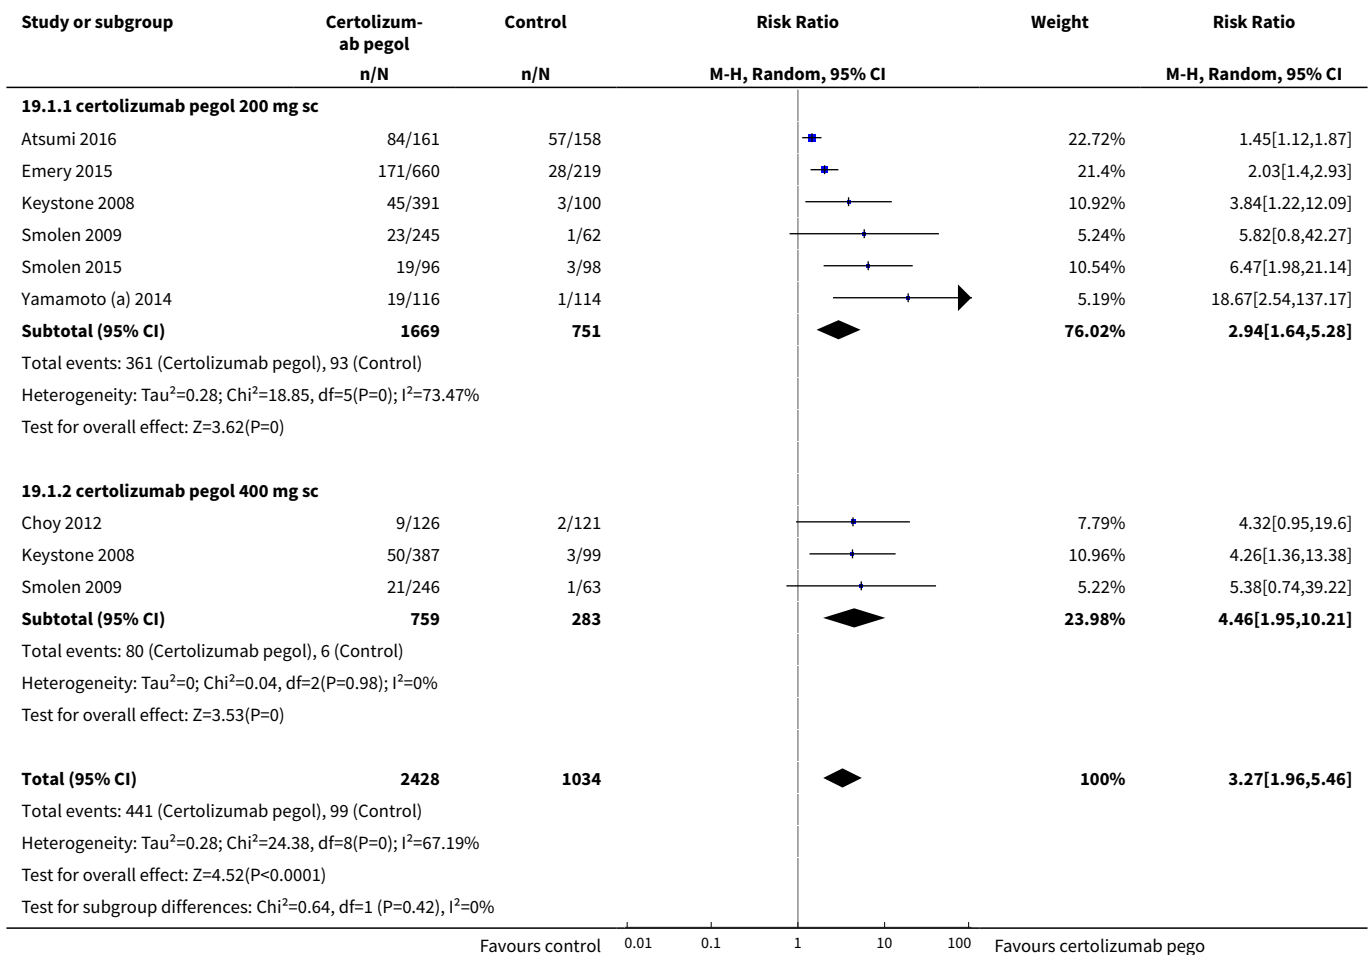 Study or subgroup Certolizum- Control Risk Ratio Weight Risk Ratio
ab pegol
n/N n/N M-H, Random, 95% CI M-H, Random, 95% CI
19.1.1 certolizumab pegol 200 mg sc
Atsumi 2016 84/161 57/158 22.72% 1.45[1.12,1.87]
Emery 2015 171/660 28/219 21.4% 2.03[1.4,2.93]
Keystone 2008 45/391 3/100 10.92% 3.84[1.22,12.09]
Smolen 2009 23/245 1/62 5.24% 5.82[0.8,42.27]
Smolen 2015 19/96 3/98 10.54% 6.47[1.98,21.14]
Yamamoto (a) 2014 19/116 1/114 5.19% 18.67[2.54,137.17]
Subtotal (95% CI) 1669 751 76.02% 2.94[1.64,5.28]
Total events: 361 (Certolizumab pegol), 93 (Control)
Heterogeneity: Tau²=0.28; Chi²=18.85, df=5(P=0); I²=73.47%
Test for overall effect: Z=3.62(P=0)
19.1.2 certolizumab pegol 400 mg sc
Choy 2012 9/126 2/121 7.79% 4.32[0.95,19.6]
Keystone 2008 50/387 3/99 10.96% 4.26[1.36,13.38]
Smolen 2009 21/246 1/63 5.22% 5.38[0.74,39.22]
Subtotal (95% CI) 759 283 23.98% 4.46[1.95,10.21]
Total events: 80 (Certolizumab pegol), 6 (Control)
Heterogeneity: Tau²=0; Chi²=0.04, df=2(P=0.98); I²=0%
Test for overall effect: Z=3.53(P=0)
Total (95% CI) 2428 1034 100% 3.27[1.96,5.46]
Total events: 441 (Certolizumab pegol), 99 (Control)
Heterogeneity: Tau²=0.28; Chi²=24.38, df=8(P=0); I²=67.19%
Test for overall effect: Z=4.52(P<0.0001)
Test for subgroup differences: Chi²=0.64, df=1 (P=0.42), I²=0%
Favours control 0.01 0.1 1 10 100 Favours certolizumab pego